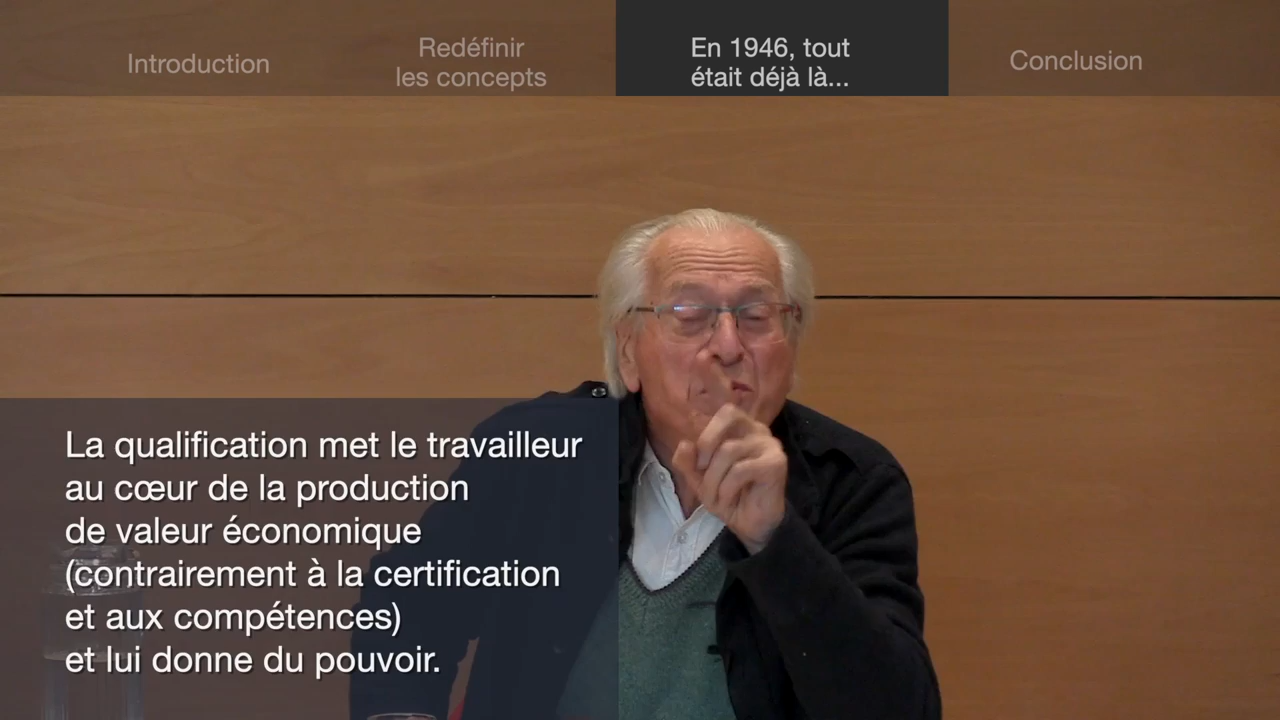 Introduction
Redéfinir
les concepts
En 1946, tout
était déjà là...
Conclusion
La qualification met le travailleur
au cœur de la production
de valeur économique
(contrairement à la certification
et aux compétences)
et lui donne du pouvoir.